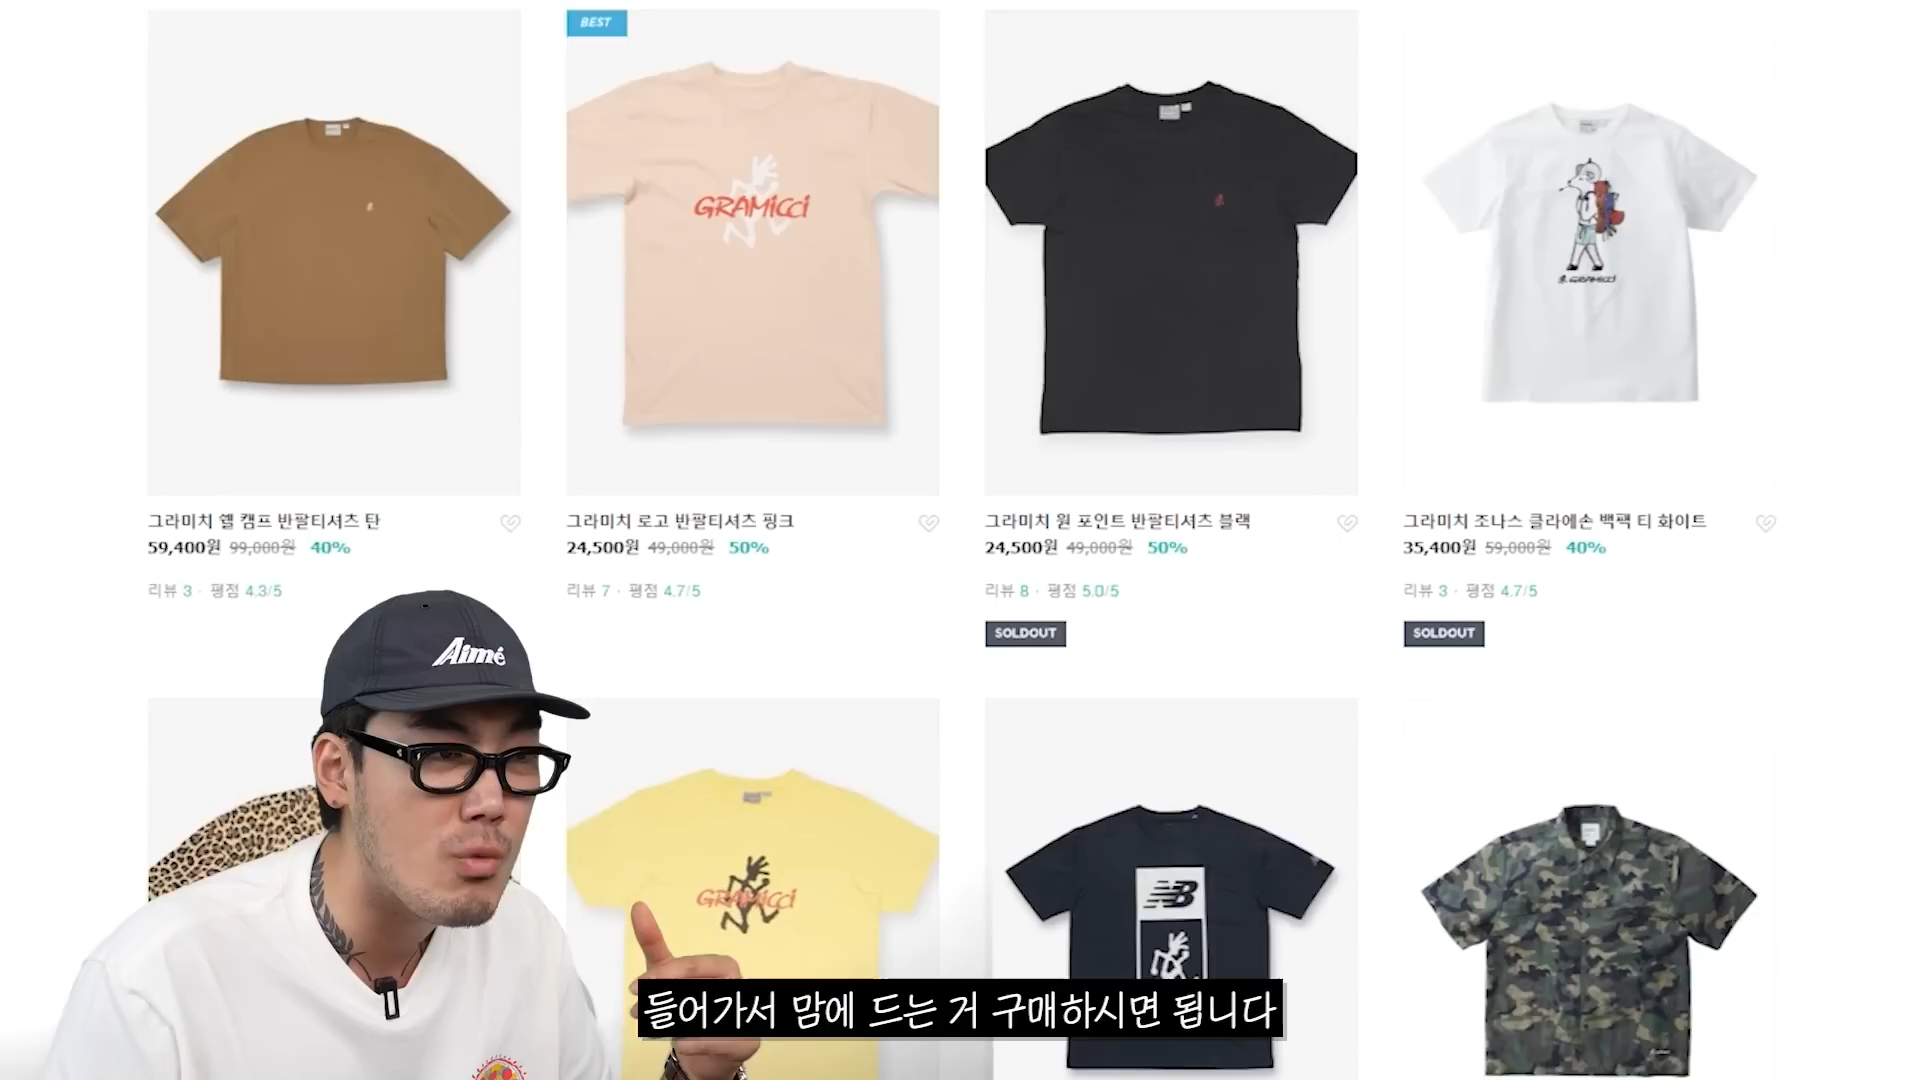 BEST
GRAMICCI
GRAMICCI
그라미치 쉘 캠프 반팔티셔츠 탄
59,400원 99,000원 40%
리뷰 3 · 평점 4.3/5
그라미치 로고 반팔티셔츠 핑크
24,500원 49,000원 50%
리뷰 7 · 평점 4.7/5
그라미치 원 포인트 반팔티셔츠 블랙
24,500원 49,000원 50%
리뷰 8 · 평점 5.0/5
SOLDOUT
그라미치 조나스 클라에손 백팩 티 화이트
35,400원 59,000원 40%
리뷰 3 · 평점 4.7/5
SOLDOUT
Aimé
GRAMICCI
NB
들어가서 맘에 드는 거 구매하시면 됩니다